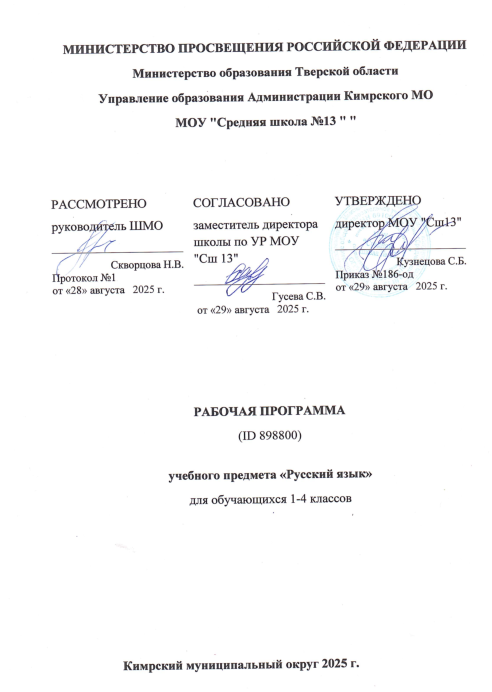 МИНИСТЕРСТВО ПРОСВЕЩЕНИЯ РОССИЙСКОЙ ФЕДЕРАЦИИ
Министерство образования Тверской области
Управление образования Администрации Кимрского МО
МОУ "Средняя школа №13 " "
РАССМОТРЕНО
руководитель ШМО
Скворцова Н.В.
Протокол №1
от «28» августа 2025 г.
СОГЛАСОВАНО
заместитель директора
школы по УР МОУ
"Сш 13"
Гусева С.В.
от «29» августа 2025 г.
УТВЕРЖДЕНО
директор МОУ "Сш13"
Кузнецова С.Б.
Приказ №186-од
от «29» августа 2025 г.
РАБОЧАЯ ПРОГРАММА
(ID 898800)
учебного предмета «Русский язык»
для обучающихся 1-4 классов
Кимрский муниципальный округ 2025 г.